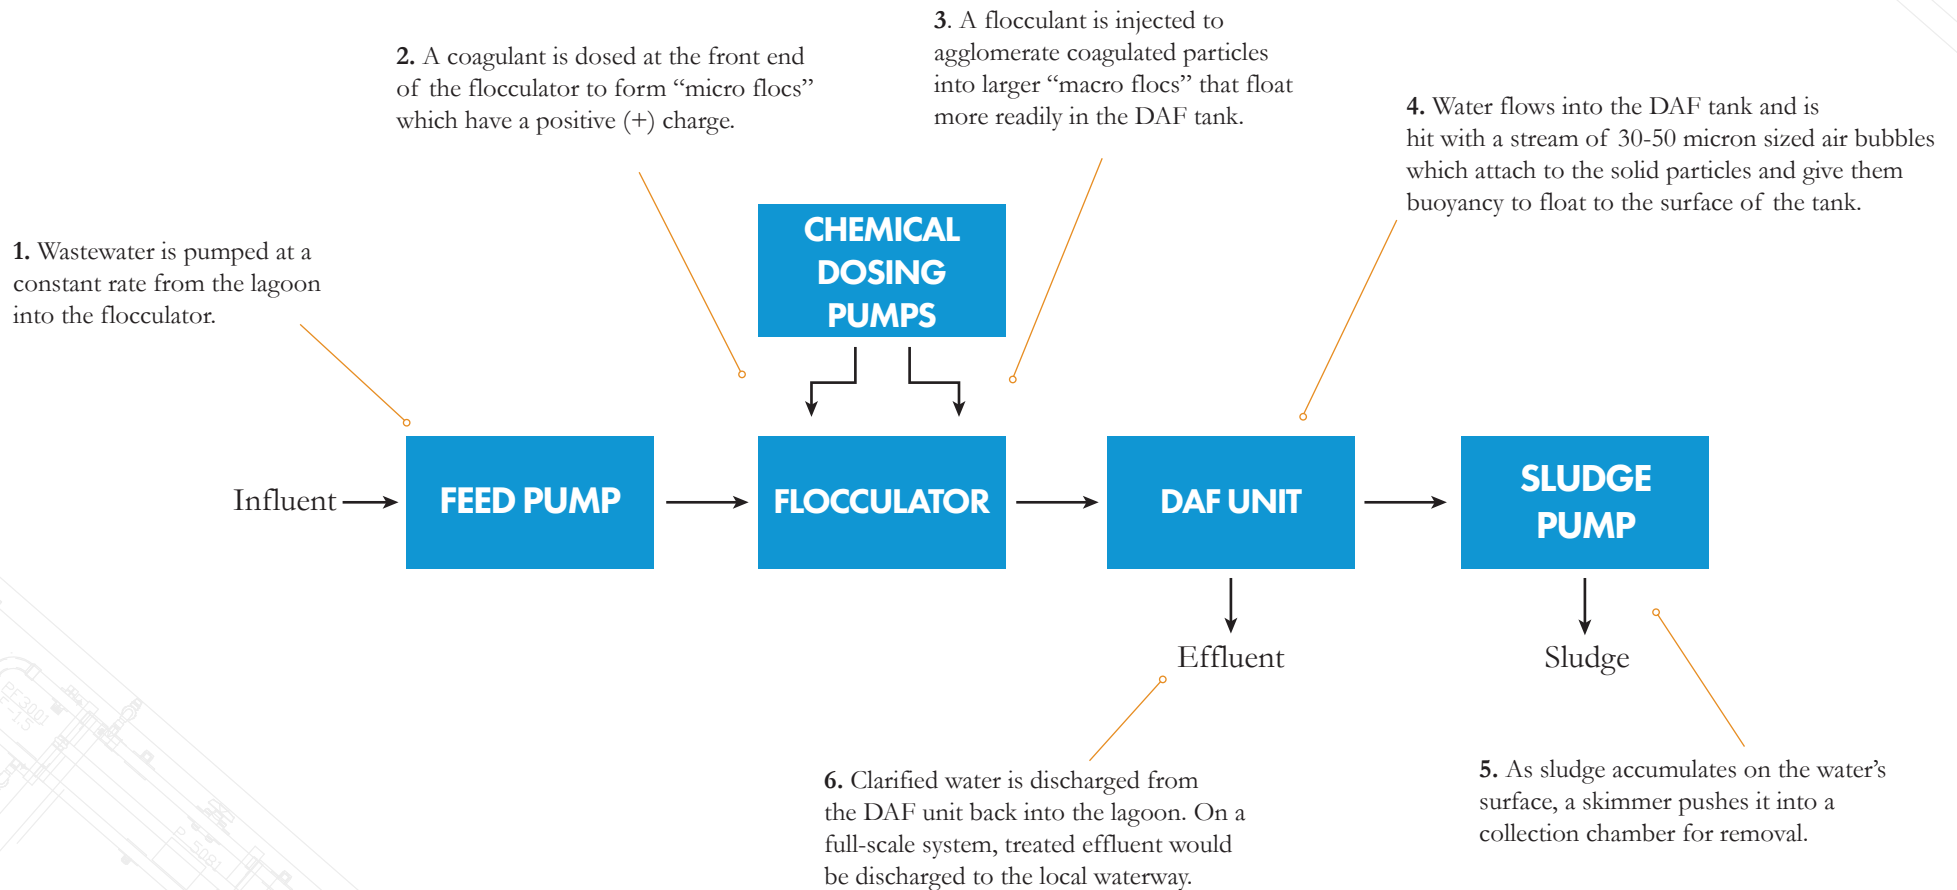 2. A coagulant is dosed at the front end
of the flocculator to form “micro flocs”
which have a positive (+) charge.
3. A flocculant is injected to
agglomerate coagulated particles
into larger “macro flocs” that float
more readily in the DAF tank.
4. Water flows into the DAF tank and is
hit with a stream of 30-50 micron sized air bubbles
which attach to the solid particles and give them
buoyancy to float to the surface of the tank.
1. Wastewater is pumped at a
constant rate from the lagoon
into the flocculator.
CHEMICAL
DOSING
PUMPS
Influent
FEED PUMP
FLOCCULATOR
DAF UNIT
SLUDGE
PUMP
Effluent
Sludge
6. Clarified water is discharged from
the DAF unit back into the lagoon. On a
full-scale system, treated effluent would
be discharged to the local waterway.
5. As sludge accumulates on the water’s
surface, a skimmer pushes it into a
collection chamber for removal.